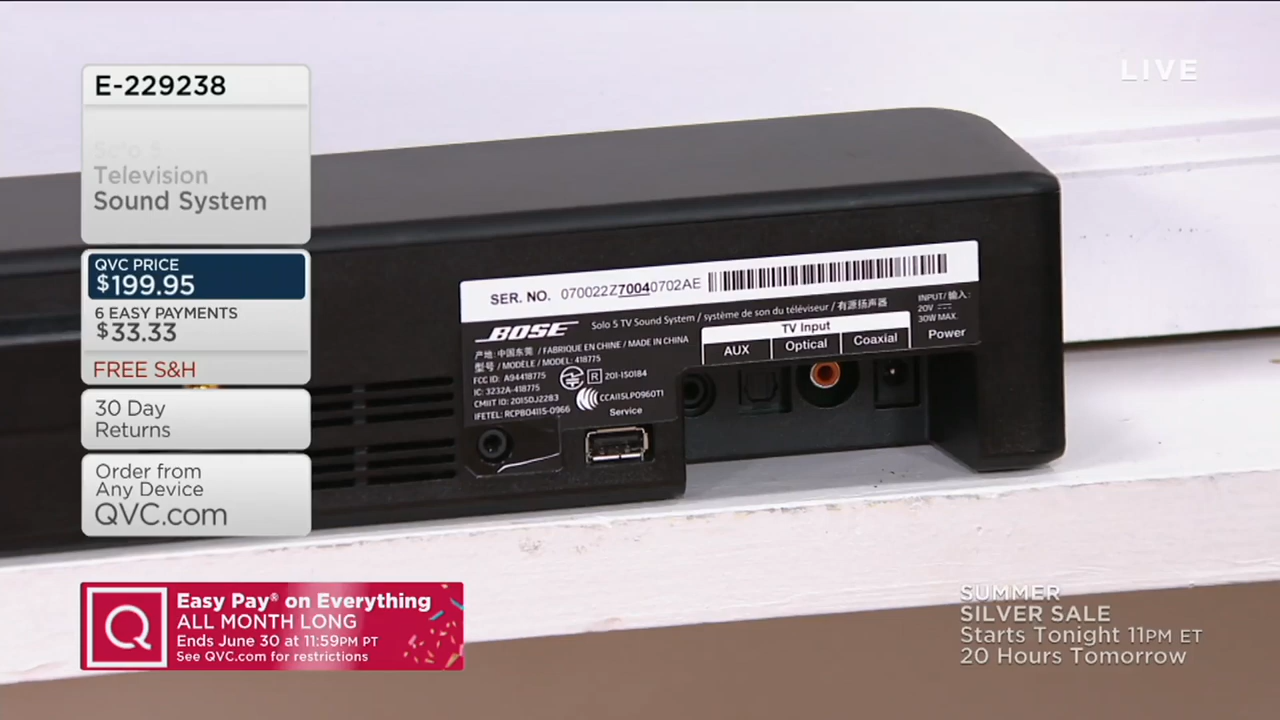 LIVE
E-229238
Solo 5
Television
Sound System
QVC PRICE
$199.95
6 EASY PAYMENTS
$33.33
FREE S&H
30 Day
Returns
Order from
Any Device
QVC.com
SER. NO. 070022Z70040702AE
BOSE Solo 5 TV Sound System / système de son du téléviseur / 有源扬声器
产地: 中国东莞 / FABRIQUE EN CHINE / MADE IN CHINA
型号 / MODÈLE / MODEL: 418775
FCC ID: A94418775
IC: 3232A-418775
CMIIT ID: 2015DJ2283
IFETEL: RCPBO4115-0966
R 201-150184
CCAI15LP0960T1
Service
TV Input
AUX
Optical
Coaxial
INPUT/输入:
20V
30W MAX.
Power
Q
Easy Pay® on Everything
ALL MONTH LONG
Ends June 30 at 11:59PM PT
See QVC.com for restrictions
SUMMER
SILVER SALE
Starts Tonight 11PM ET
20 Hours Tomorrow